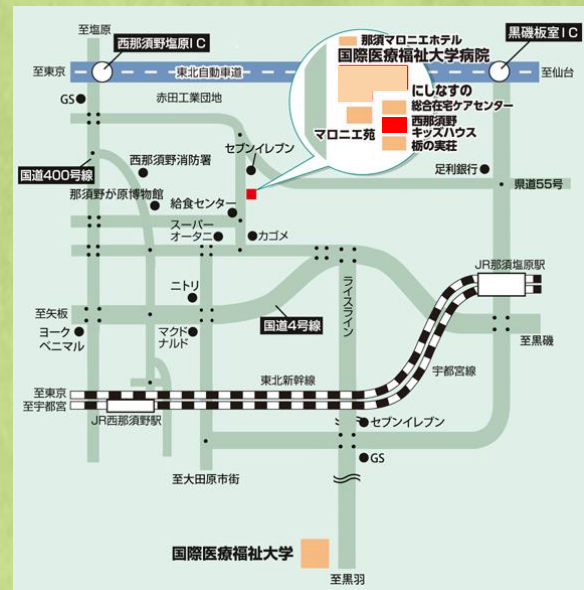 至塩原
西那須野塩原IC
至東京
東北自動車道
黒磯板室IC
至仙台
那須マロニエホテル
国際医療福祉大学病院
にしなすの
総合在宅ケアセンター
マロニエ苑
西那須野
キッズハウス
栃の実荘
GS
赤田工業団地
国道400号線
西那須野消防署
セブンイレブン
那須野が原博物館
給食センター
足利銀行
県道55号
スーパー
オータニ
カゴメ
JR那須塩原駅
ニトリ
ライスライン
至矢板
国道4号線
ヨーク
ベニマル
マクド
ナルド
至黒磯
宇都宮線
東北新幹線
至東京
至宇都宮
JR西那須野駅
セブンイレブン
GS
至大田原市街
国際医療福祉大学
至黒羽